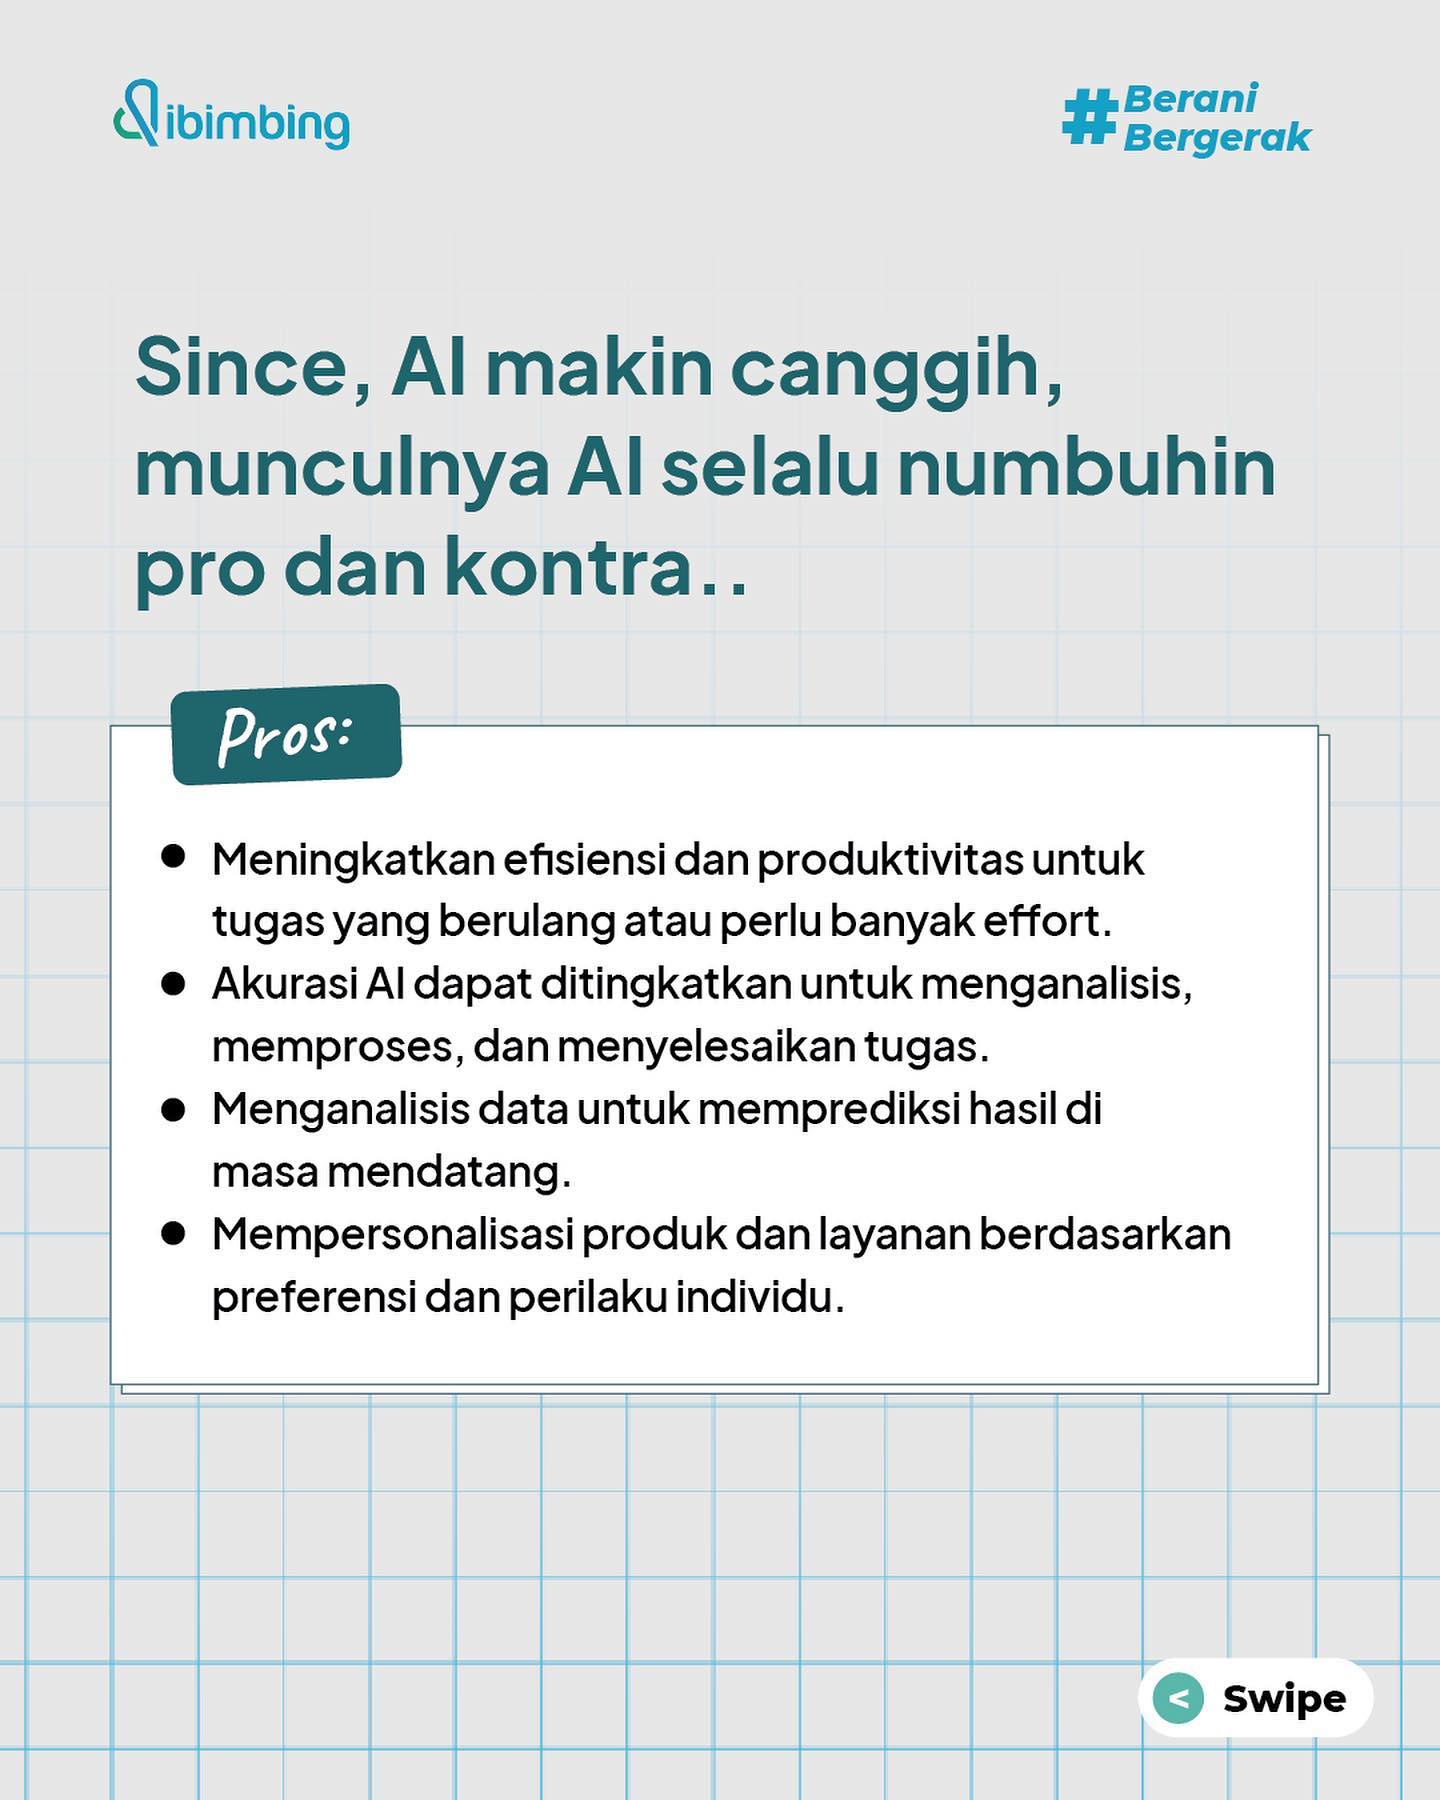 dibimbing
#Berani
Bergerak
Since, AI makin canggih,
munculnya AI selalu numbuhin
pro dan kontra..
Pros:
● Meningkatkan efisiensi dan produktivitas untuk
tugas yang berulang atau perlu banyak effort.
● Akurasi AI dapat ditingkatkan untuk menganalisis,
memproses, dan menyelesaikan tugas.
● Menganalisis data untuk memprediksi hasil di
masa mendatang.
● Mempersonalisasi produk dan layanan berdasarkan
preferensi dan perilaku individu.
< Swipe